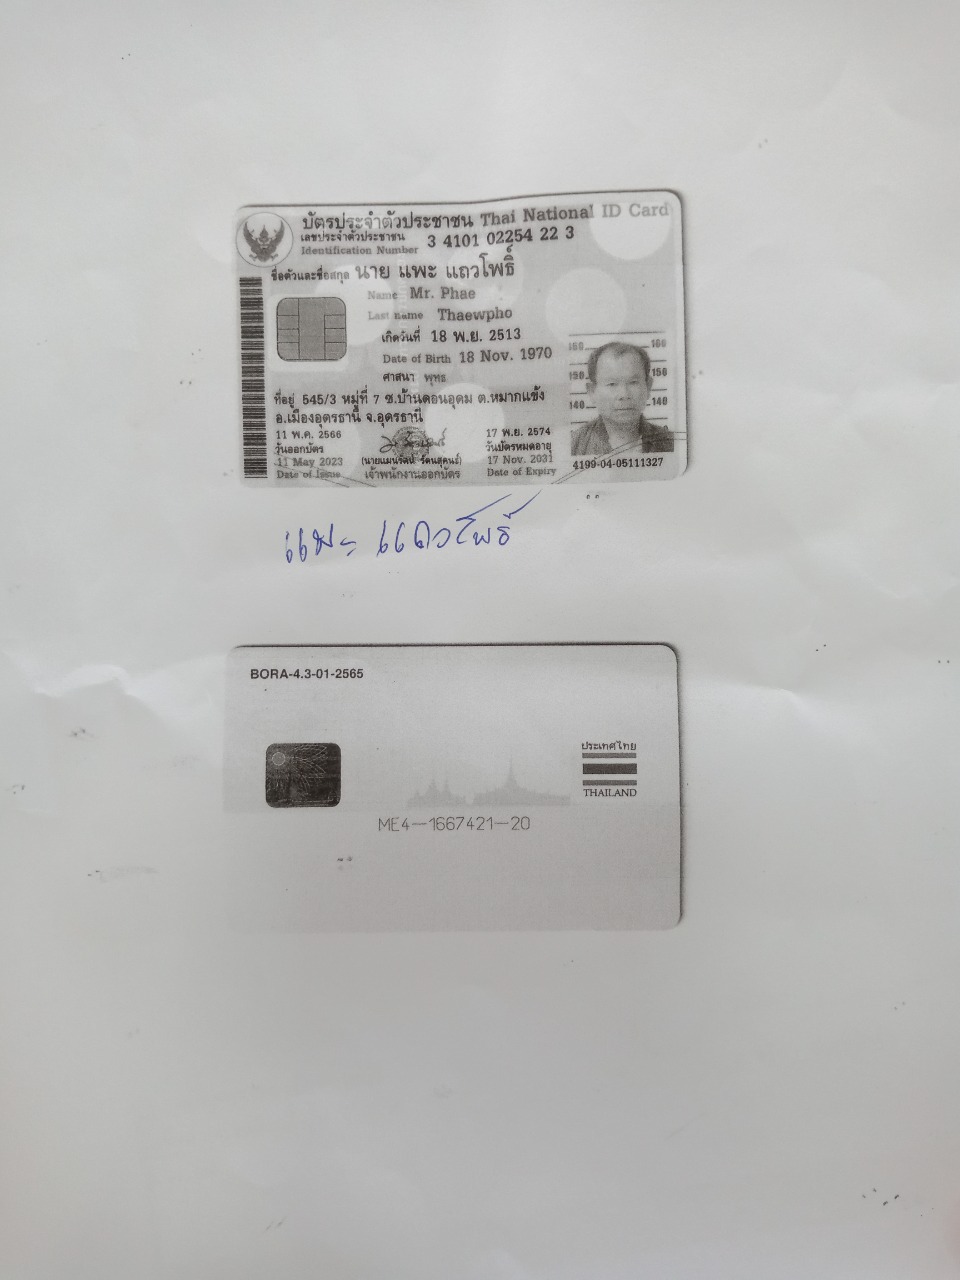 บัตรประจำตัวประชาชน Thai National ID Card
เลขประจำตัวประชาชน 3 4101 02254 22 3
Identification Number
ชื่อตัวและชื่อสกุล นาย แพะ แถวโพธิ์
Name Mr. Phae
Last name Thaewpho
เกิดวันที่ 18 พ.ย. 2513
Date of Birth 18 Nov. 1970
ศาสนา พุทธ
ที่อยู่ 545/3 หมู่ที่ 7 ซ.บ้านดอนอุดม ต.หมากแข้ง
อ.เมืองอุดรธานี จ.อุดรธานี
11 พ.ค. 2566
วันออกบัตร
11 May 2023
Date of Issue
เจ้าพนักงานออกบัตร
17 พ.ย. 2574
วันบัตรหมดอายุ
17 Nov. 2031
Date of Expiry
160 160
150 150
140 140
4199-04-05111327
แพะ แถวโพธิ์
BORA-4.3-01-2565
ประเทศไทย
THAILAND
ME4-1667421-20